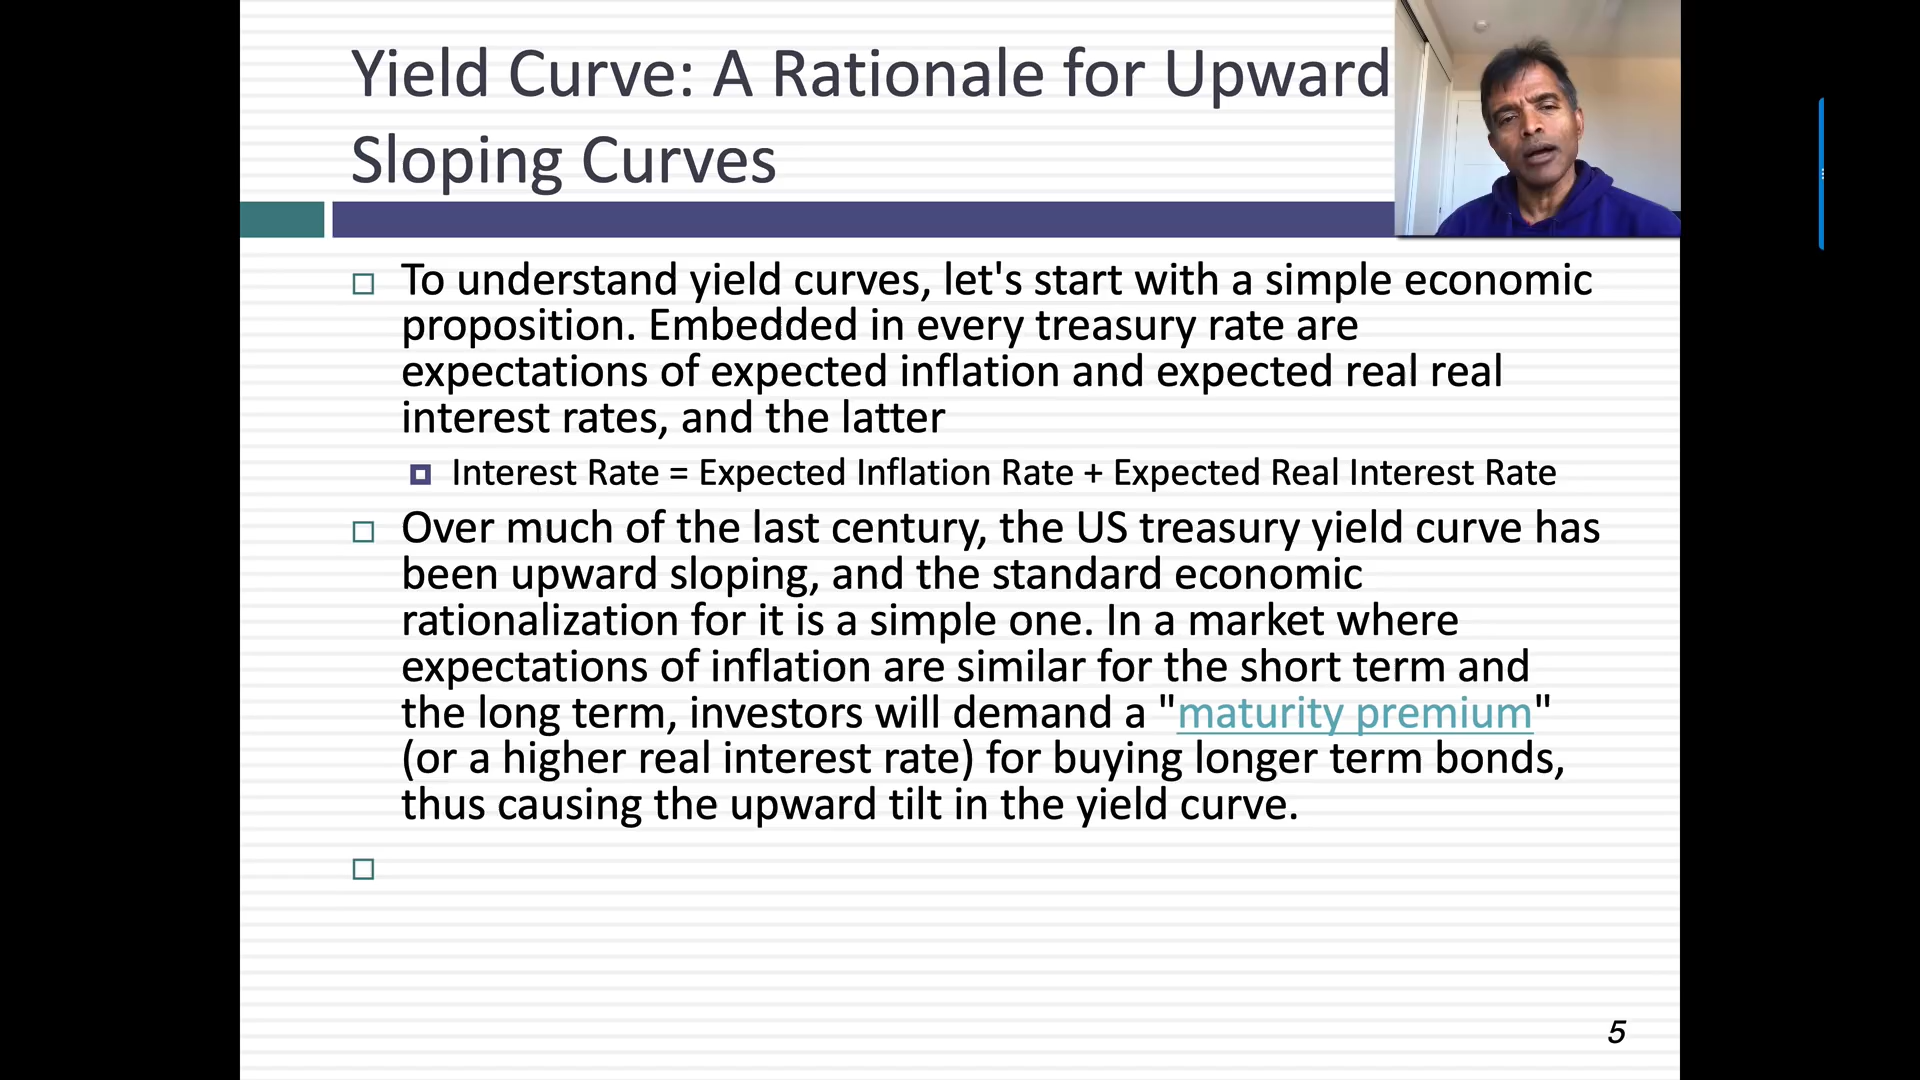 Yield Curve: A Rationale for Upward
Sloping Curves
To understand yield curves, let's start with a simple economic
proposition. Embedded in every treasury rate are
expectations of expected inflation and expected real real
interest rates, and the latter
Interest Rate = Expected Inflation Rate + Expected Real Interest Rate
Over much of the last century, the US treasury yield curve has
been upward sloping, and the standard economic
rationalization for it is a simple one. In a market where
expectations of inflation are similar for the short term and
the long term, investors will demand a "maturity premium"
(or a higher real interest rate) for buying longer term bonds,
thus causing the upward tilt in the yield curve.
5